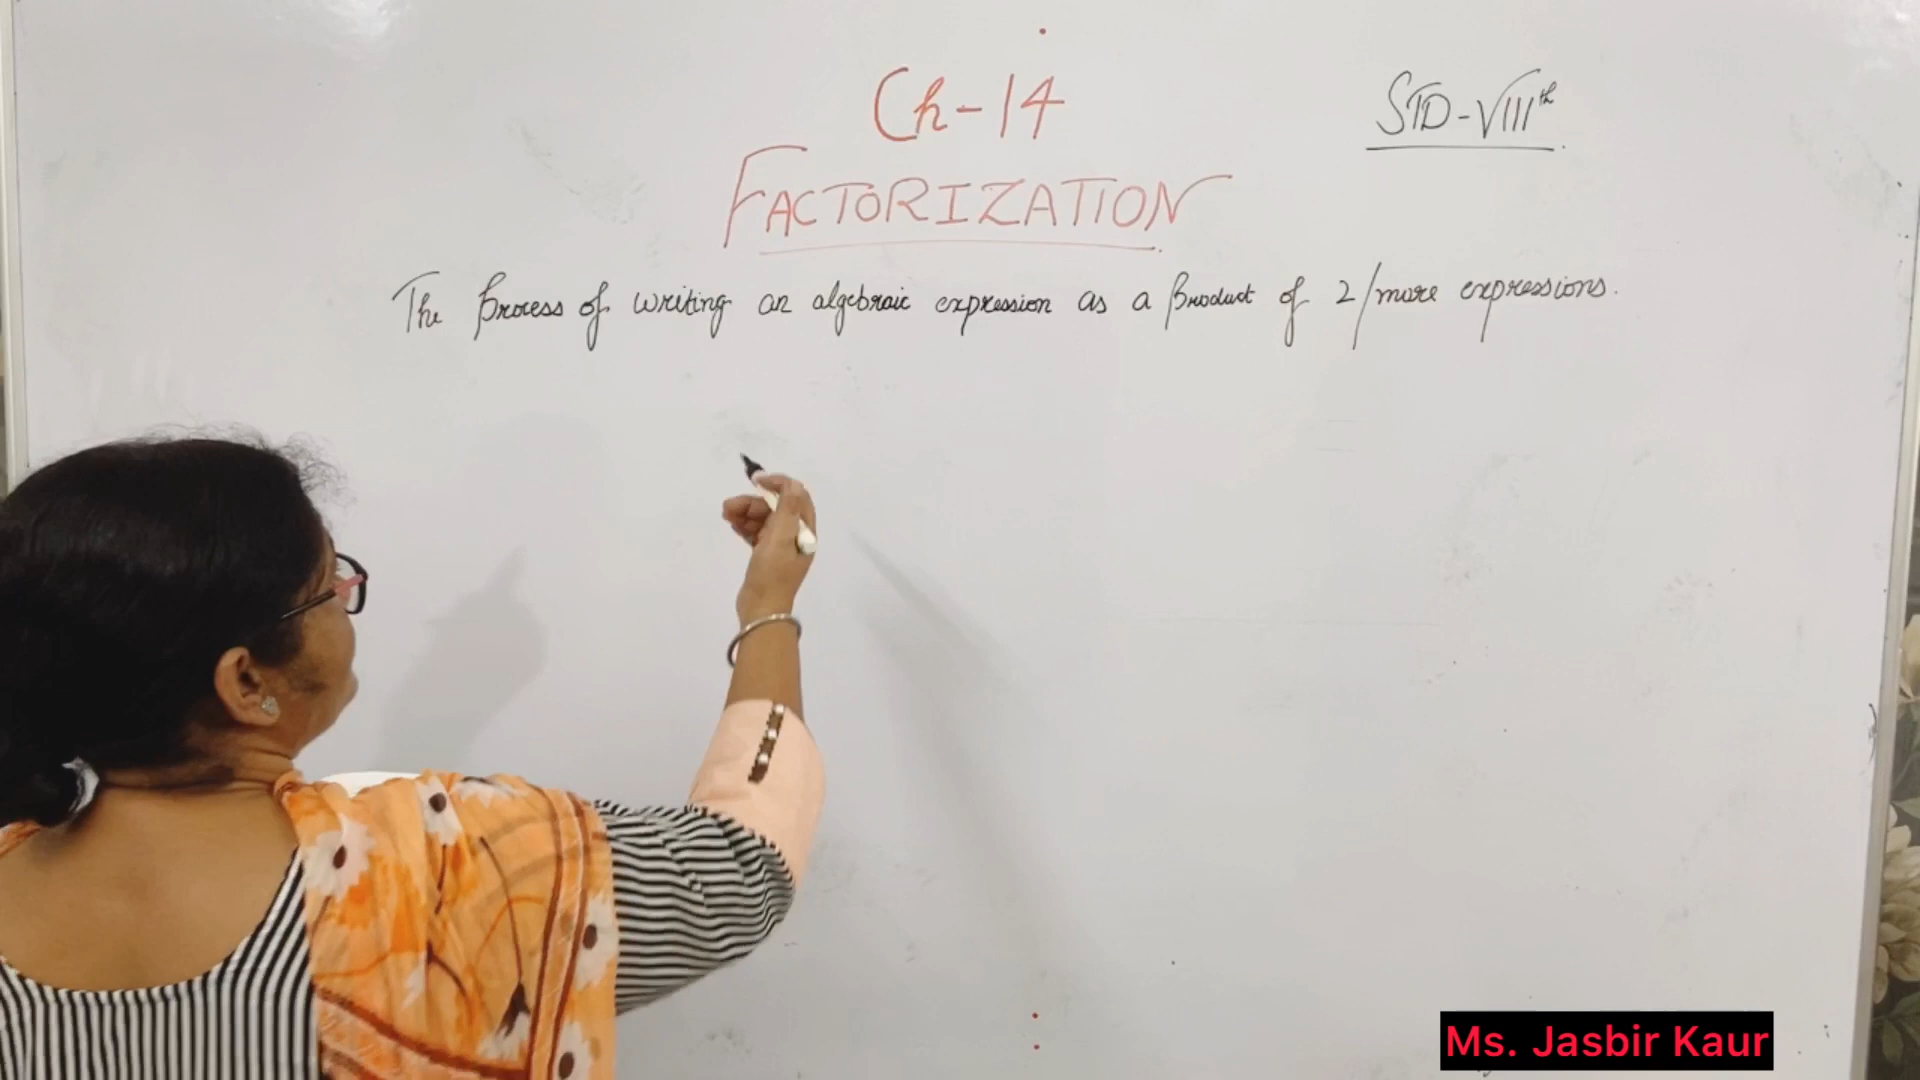 Ch-14
STD-VIIIth
FACTORIZATION
The process of writing an algebraic expression as a product of 2/more expressions.
Ms. Jasbir Kaur